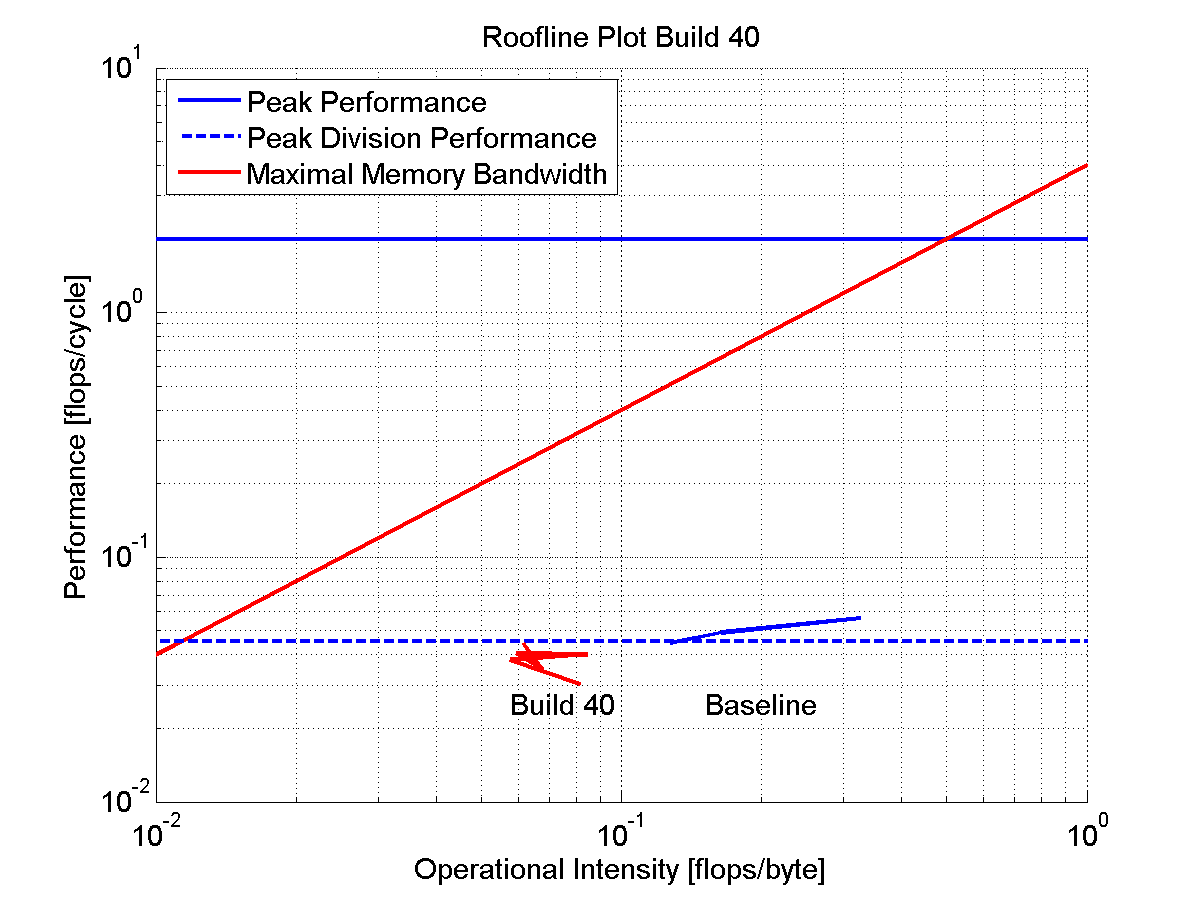 Roofline Plot Build 40
10^1
Peak Performance
Peak Division Performance
Maximal Memory Bandwidth
10^0
Performance [flops/cycle]
10^-1
Build 40
Baseline
10^-2
10^-2
10^-1
10^0
Operational Intensity [flops/byte]